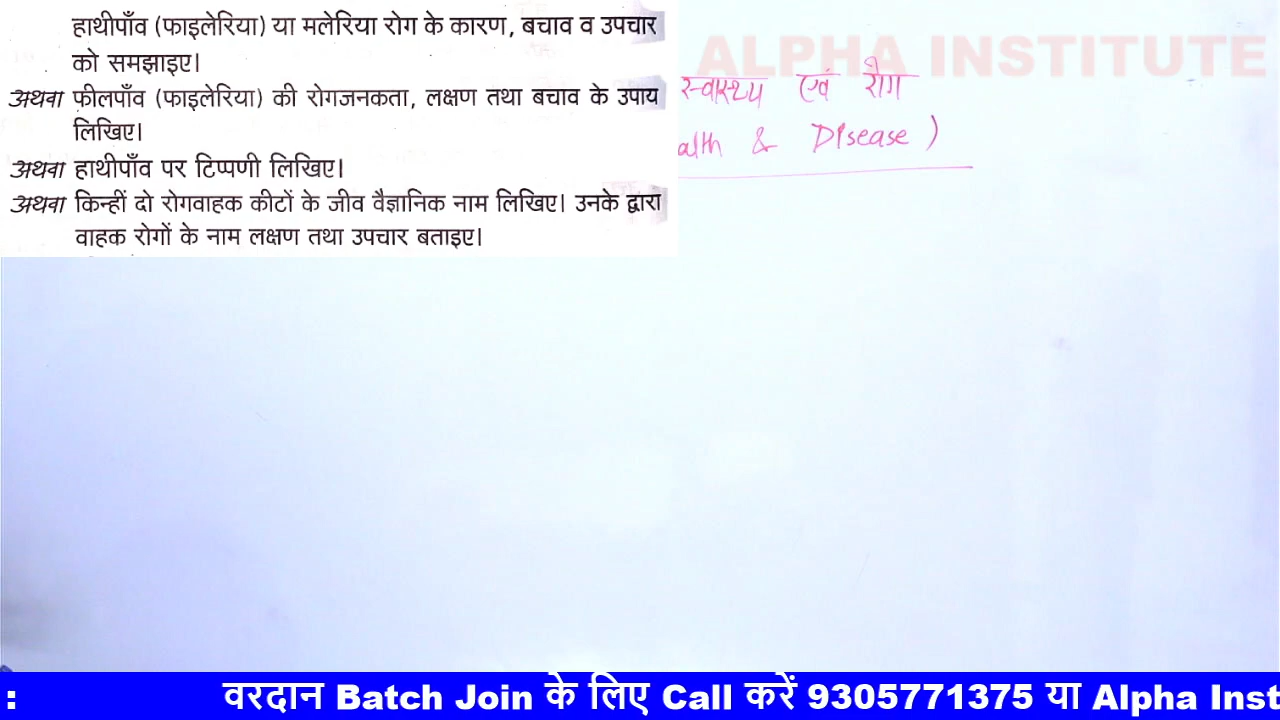 हाथीपाँव (फाइलेरिया) या मलेरिया रोग के कारण, बचाव व उपचार
को समझाइए।
अथवा फीलपाँव (फाइलेरिया) की रोगजनकता, लक्षण तथा बचाव के उपाय
लिखिए।
अथवा हाथीपाँव पर टिप्पणी लिखिए।
अथवा किन्हीं दो रोगवाहक कीटों के जीव वैज्ञानिक नाम लिखिए। उनके द्वारा
वाहक रोगों के नाम लक्षण तथा उपचार बताइए।
ALPHA INSTITUTE
स्वास्थ्य एवं रोग
alth & Disease )
: वरदान Batch Join के लिए Call करें 9305771375 या Alpha Inst